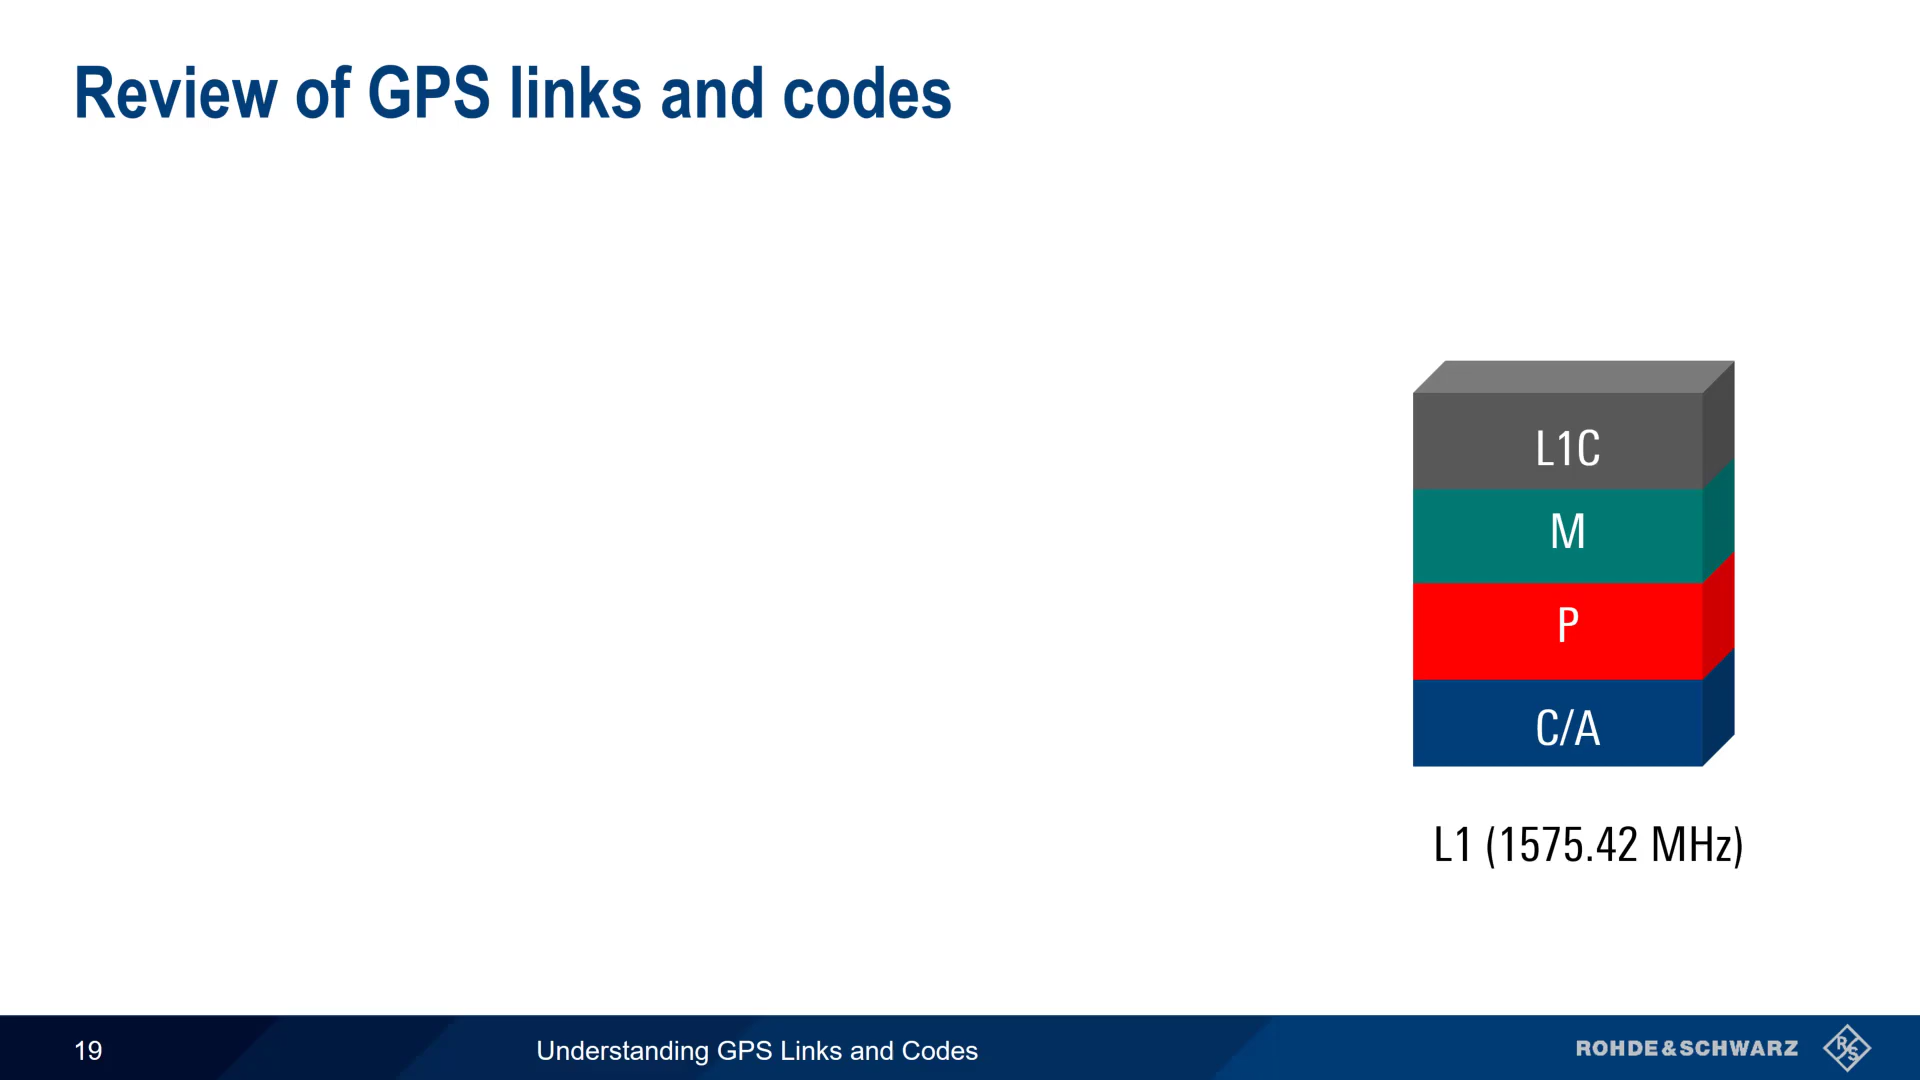 Review of GPS links and codes
L1C
M
P
C/A
L1 (1575.42 MHz)
19
Understanding GPS Links and Codes
ROHDE&SCHWARZ
R
S